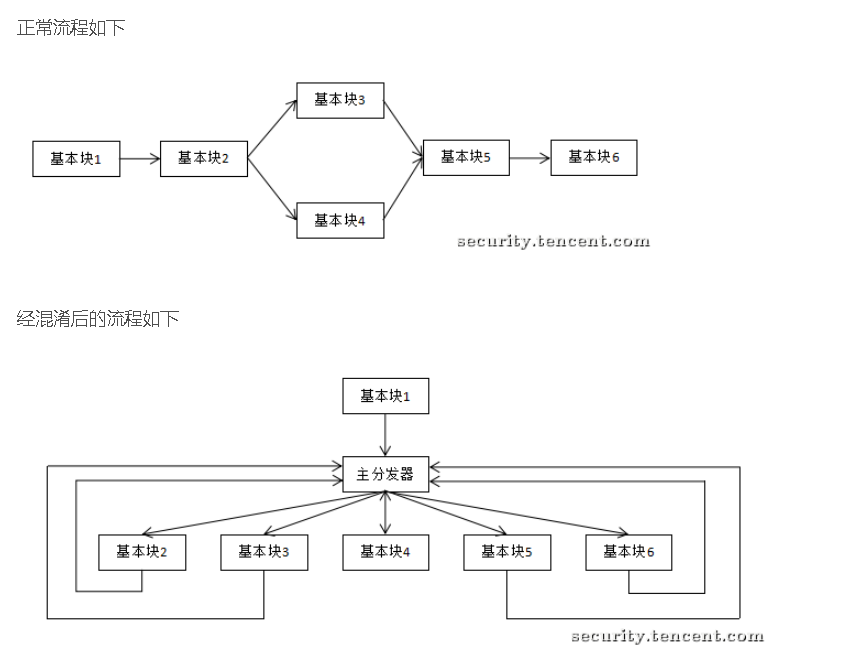 正常流程如下
基本块3
基本块1
基本块2
基本块5
基本块6
基本块4
security.tencent.com
经混淆后的流程如下
基本块1
主分发器
基本块2
基本块3
基本块4
基本块5
基本块6
security.tencent.com